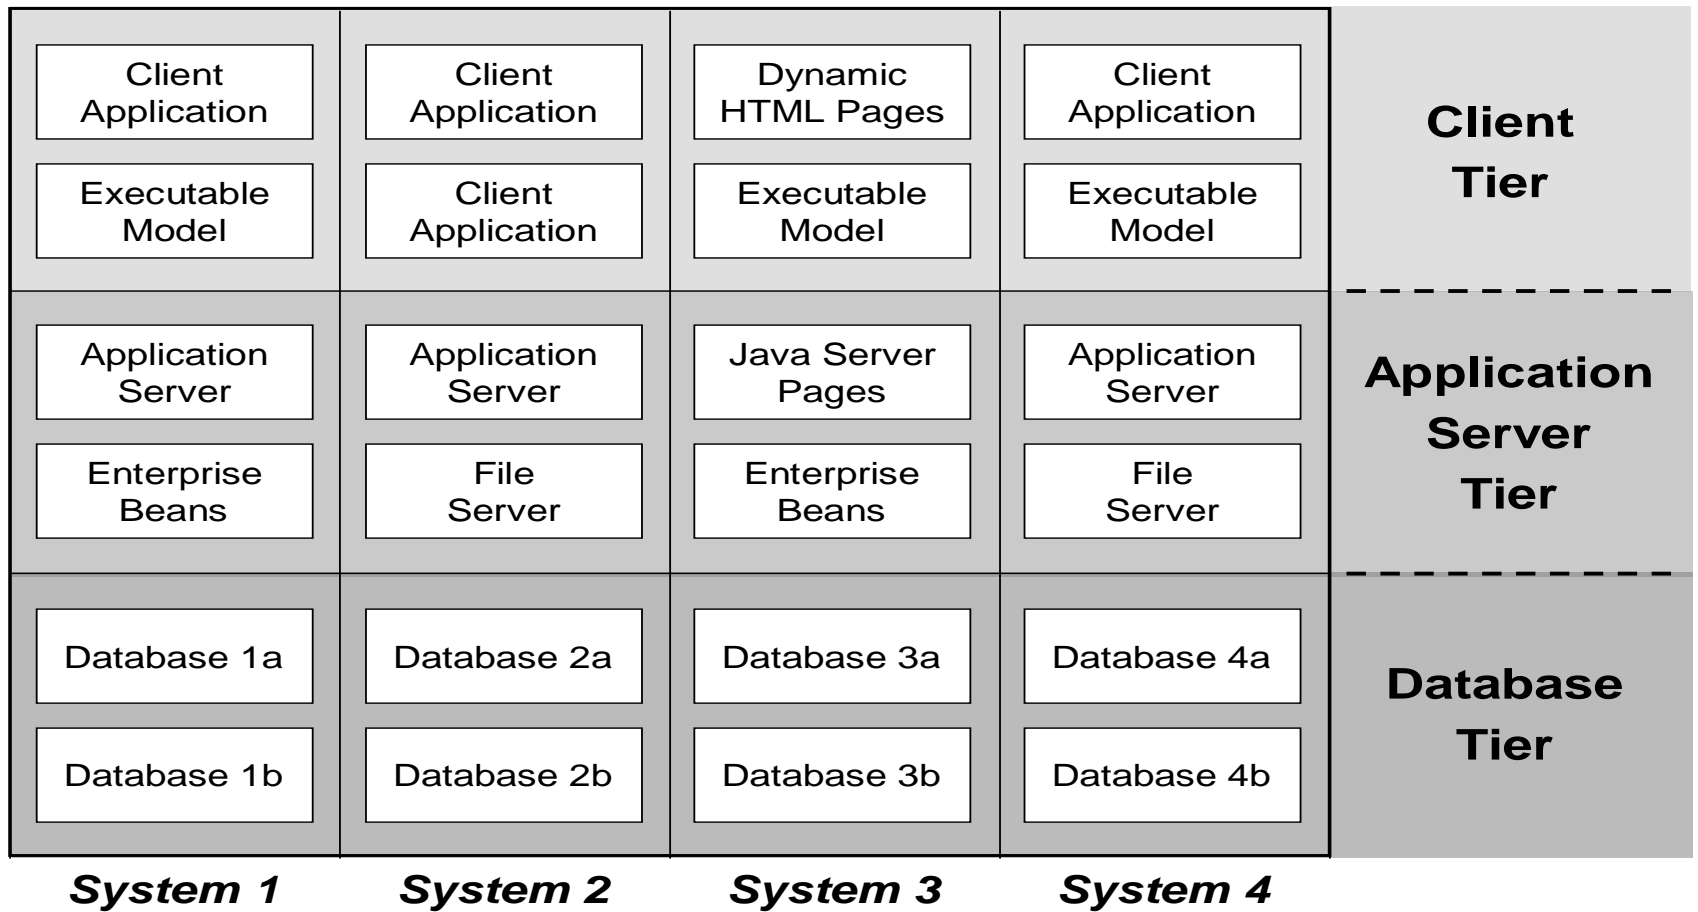 Client
Application
Client
Application
Dynamic
HTML Pages
Client
Application
Client
Tier
Executable
Model
Client
Application
Executable
Model
Executable
Model
Application
Server
Application
Server
Java Server
Pages
Application
Server
Application
Server
Tier
Enterprise
Beans
File
Server
Enterprise
Beans
File
Server
Database 1a
Database 2a
Database 3a
Database 4a
Database
Tier
Database 1b
Database 2b
Database 3b
Database 4b
System 1
System 2
System 3
System 4